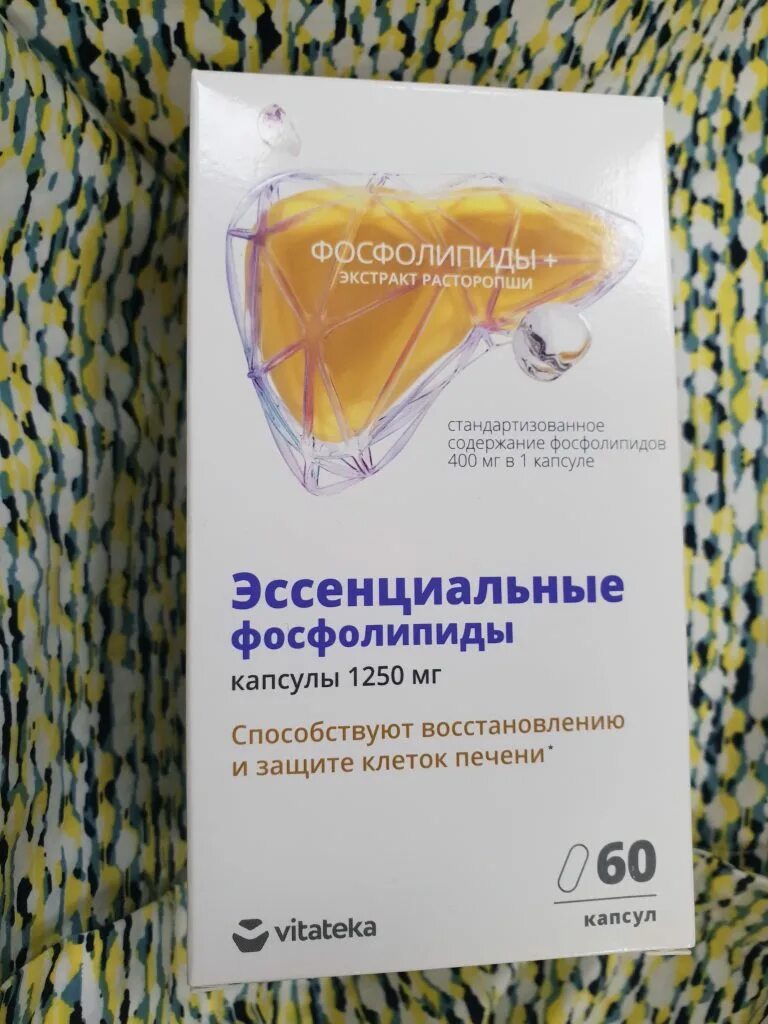 ФОСФОЛИПИДЫ +
ЭКСТРАКТ РАСТОРОПШИ
стандартизованное
содержание фосфолипидов
400 мг в 1 капсуле
Эссенциальные
фосфолипиды
капсулы 1250 мг
Способствуют восстановлению
и защите клеток печени*
60
капсул
vitateka